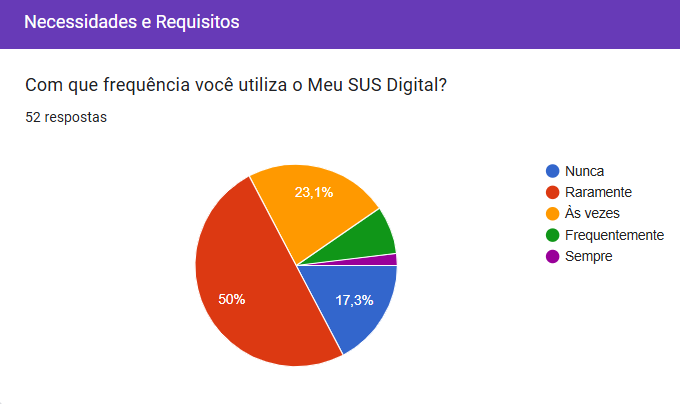 Necessidades e Requisitos
Com que frequência você utiliza o Meu SUS Digital?
52 respostas
23,1%
50%
17,3%
Nunca
Raramente
Às vezes
Frequentemente
Sempre